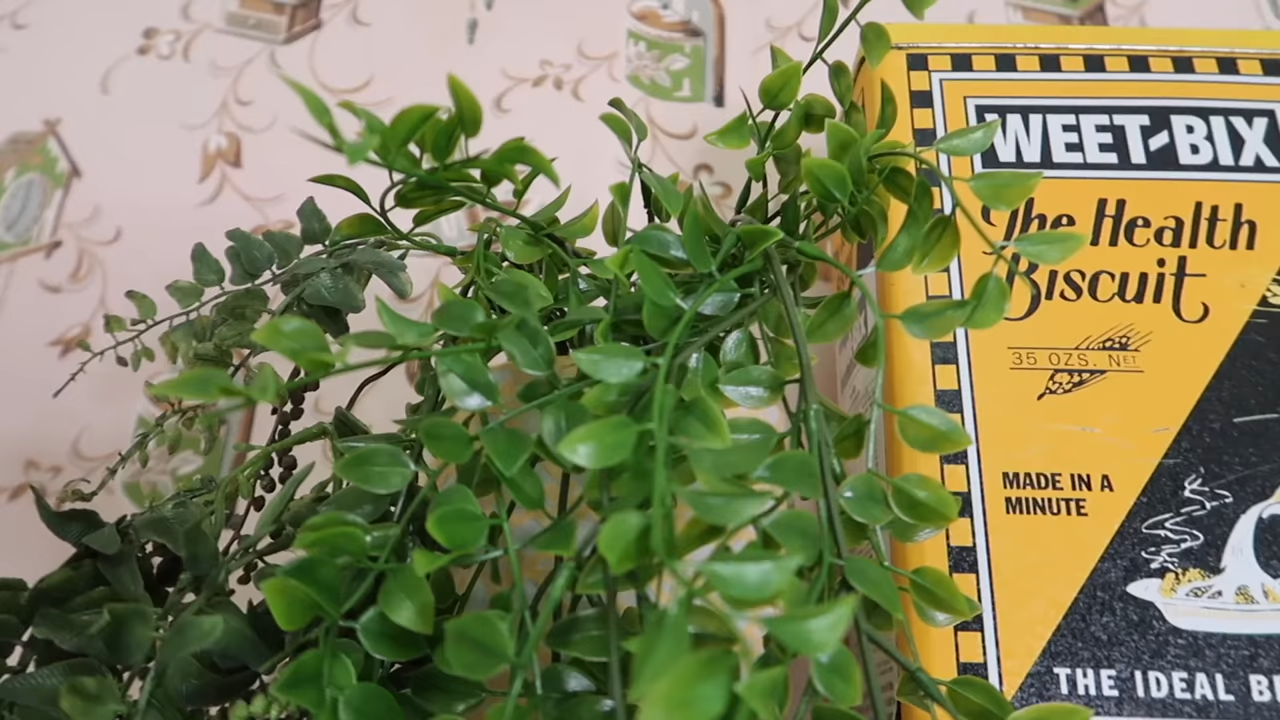 WEET-BIX
The Health
Biscuit
35 OZS. NET
MADE IN A
MINUTE
THE IDEAL